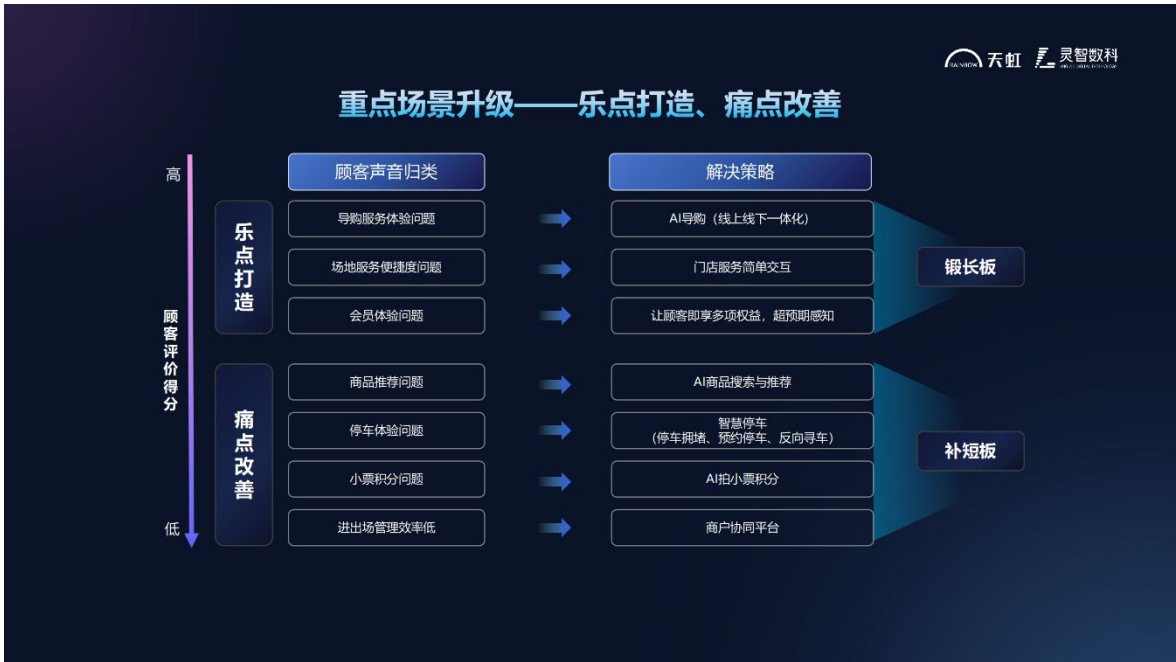 RAINBOW 天虹 灵智数科
重点场景升级——乐点打造、痛点改善
高
顾客声音归类
解决策略
乐点打造
导购服务体验问题
AI导购（线上线下一体化）
场地服务便捷度问题
门店服务简单交互
锻长板
会员体验问题
让顾客即享多项权益，超预期感知
顾客评价得分
痛点改善
商品推荐问题
AI商品搜索与推荐
停车体验问题
智慧停车
（停车拥堵、预约停车、反向寻车）
补短板
小票积分问题
AI拍小票积分
低
进出场管理效率低
商户协同平台